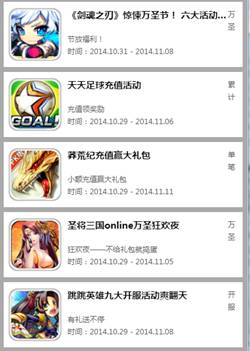 《剑魂之刃》惊悚万圣节！六大活动...
万圣
节放福利！
时间：2014.10.31 - 2014.11.08
天天足球充值活动
累计
充值领奖励
时间：2014.10.29 - 2014.11.06
GOAL!
莽荒纪充值赢大礼包
单笔
小额充值赢大礼包
时间：2014.10.29 - 2014.11.11
圣将三国online万圣狂欢夜
万圣
狂欢夜——不给礼包就捣蛋
时间：2014.10.29 - 2014.11.05
跳跳英雄九大开服活动爽翻天
开服
有礼送不停
时间：2014.10.29 - 2014.11.08